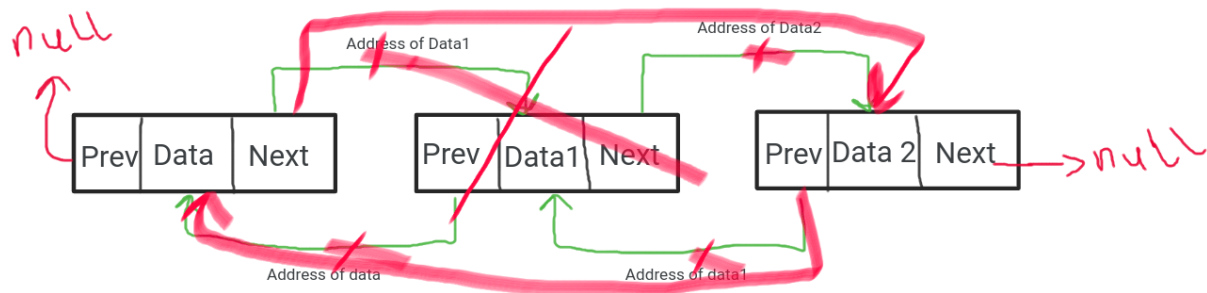 null
Address of Data1
Address of Data2
Prev Data Next
Prev Data1 Next
Prev Data 2 Next
null
Address of data
Address of data1